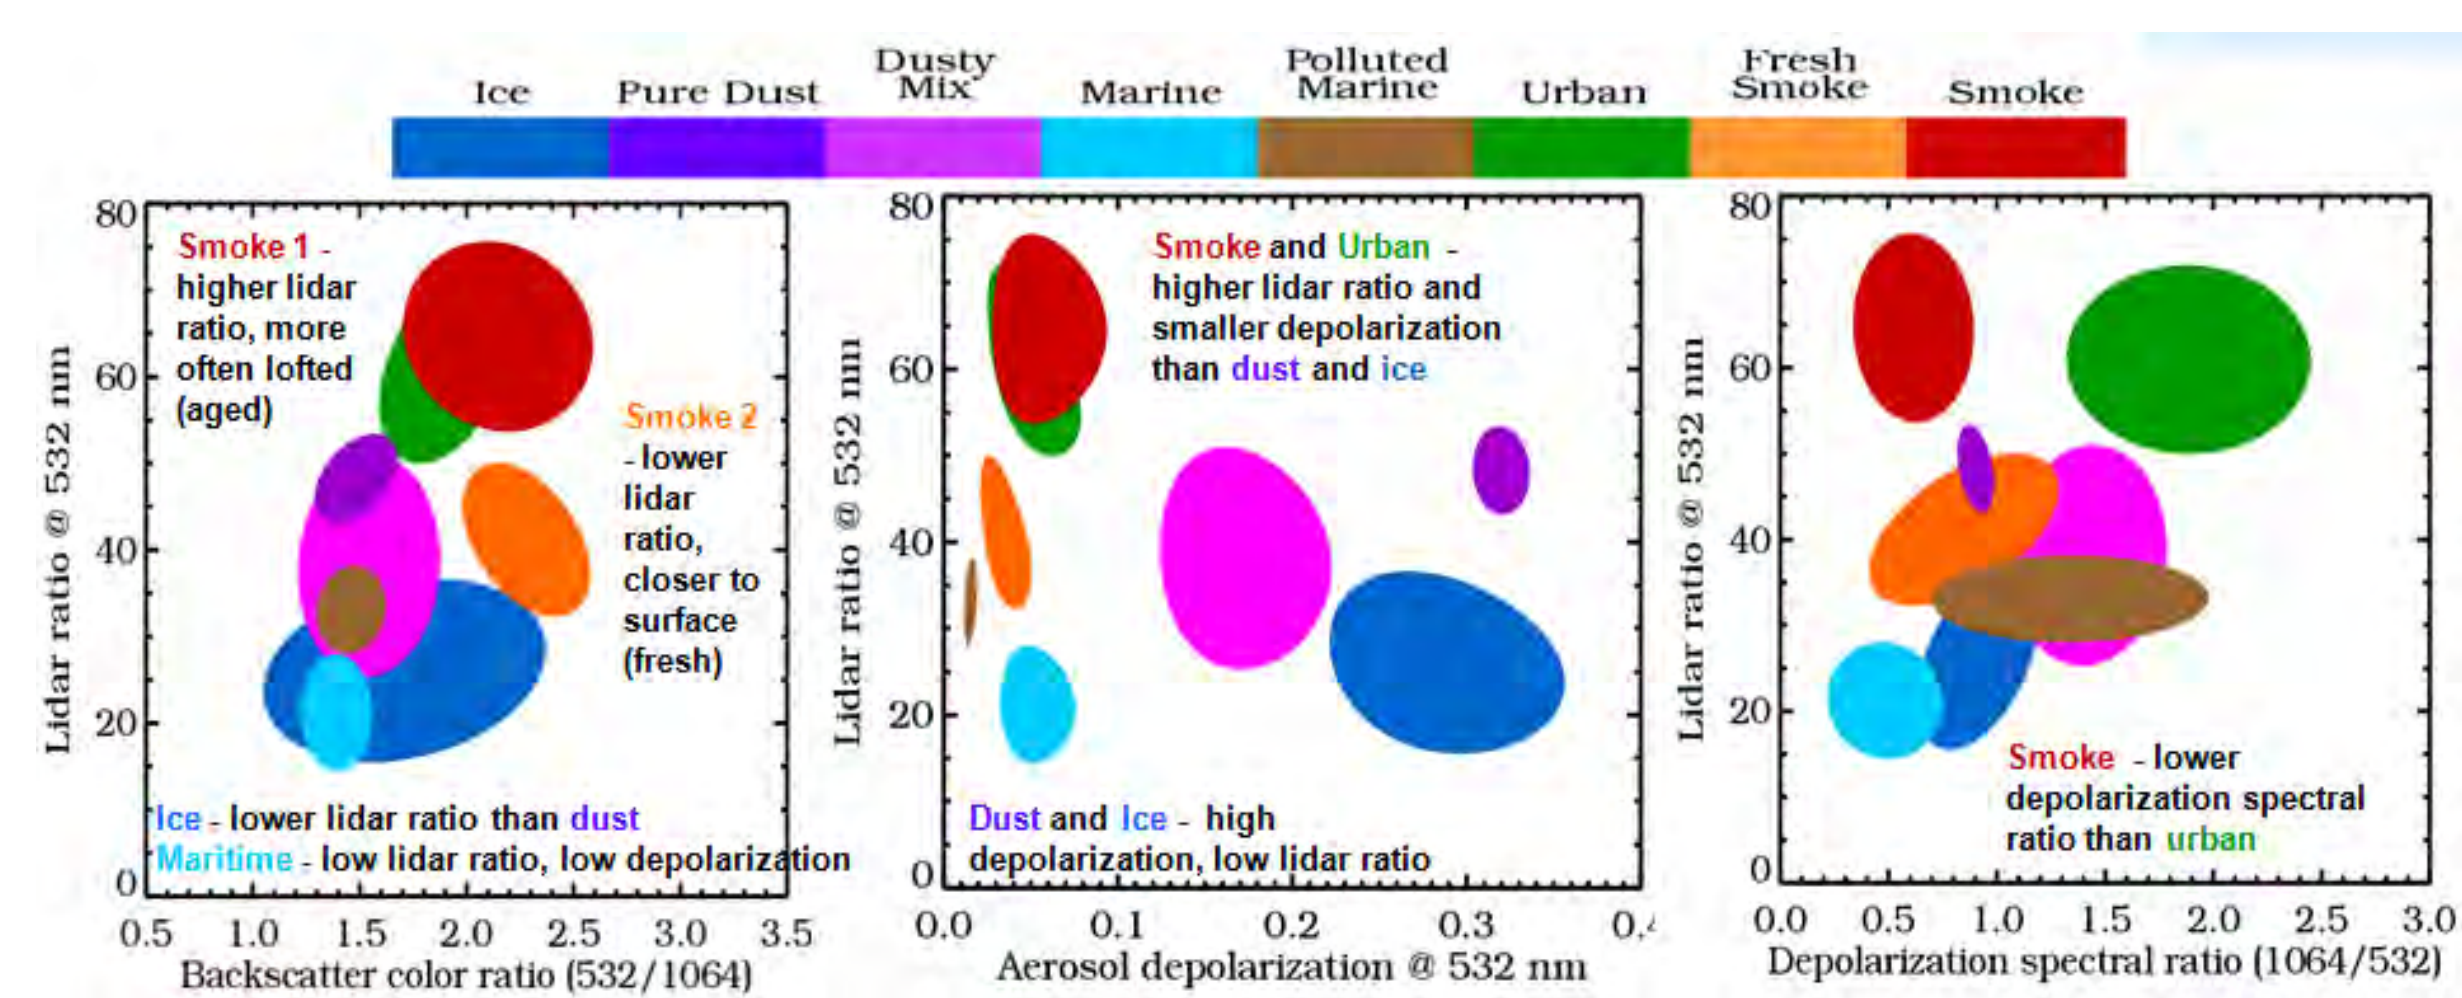 Ice
Pure Dust
Dusty
Mix
Marine
Polluted
Marine
Urban
Fresh
Smoke
Smoke
80
60
40
20
0
Lidar ratio @ 532 nm
Smoke 1 -
higher lidar
ratio, more
often lofted
(aged)
Smoke 2
- lower
lidar
ratio,
closer to
surface
(fresh)
Ice - lower lidar ratio than dust
Maritime - low lidar ratio, low depolarization
0.5 1.0 1.5 2.0 2.5 3.0 3.5
Backscatter color ratio (532/1064)
80
60
40
20
0
Lidar ratio @ 532 nm
Smoke and Urban -
higher lidar ratio and
smaller depolarization
than dust and ice
Dust and Ice - high
depolarization, low lidar ratio
0.0 0.1 0.2 0.3
Aerosol depolarization @ 532 nm
80
60
40
20
0
Lidar ratio @ 532 nm
Smoke - lower
depolarization spectral
ratio than urban
0.0 0.5 1.0 1.5 2.0 2.5 3.0
Depolarization spectral ratio (1064/532)